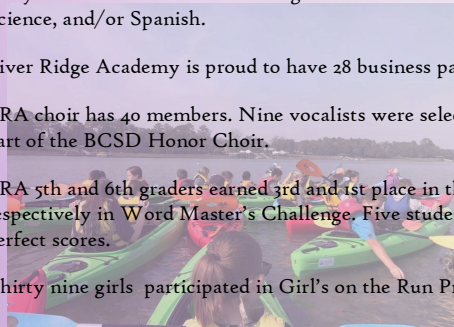 cience, and/or Spanish.
iver Ridge Academy is proud to have 28 business pa
RA choir has 40 members. Nine vocalists were selec
art of the BCSD Honor Choir.
RA 5th and 6th graders earned 3rd and 1st place in th
espectively in Word Master's Challenge. Five stude
erfect scores.
hirty nine girls  participated in Girl's on the Run Pr